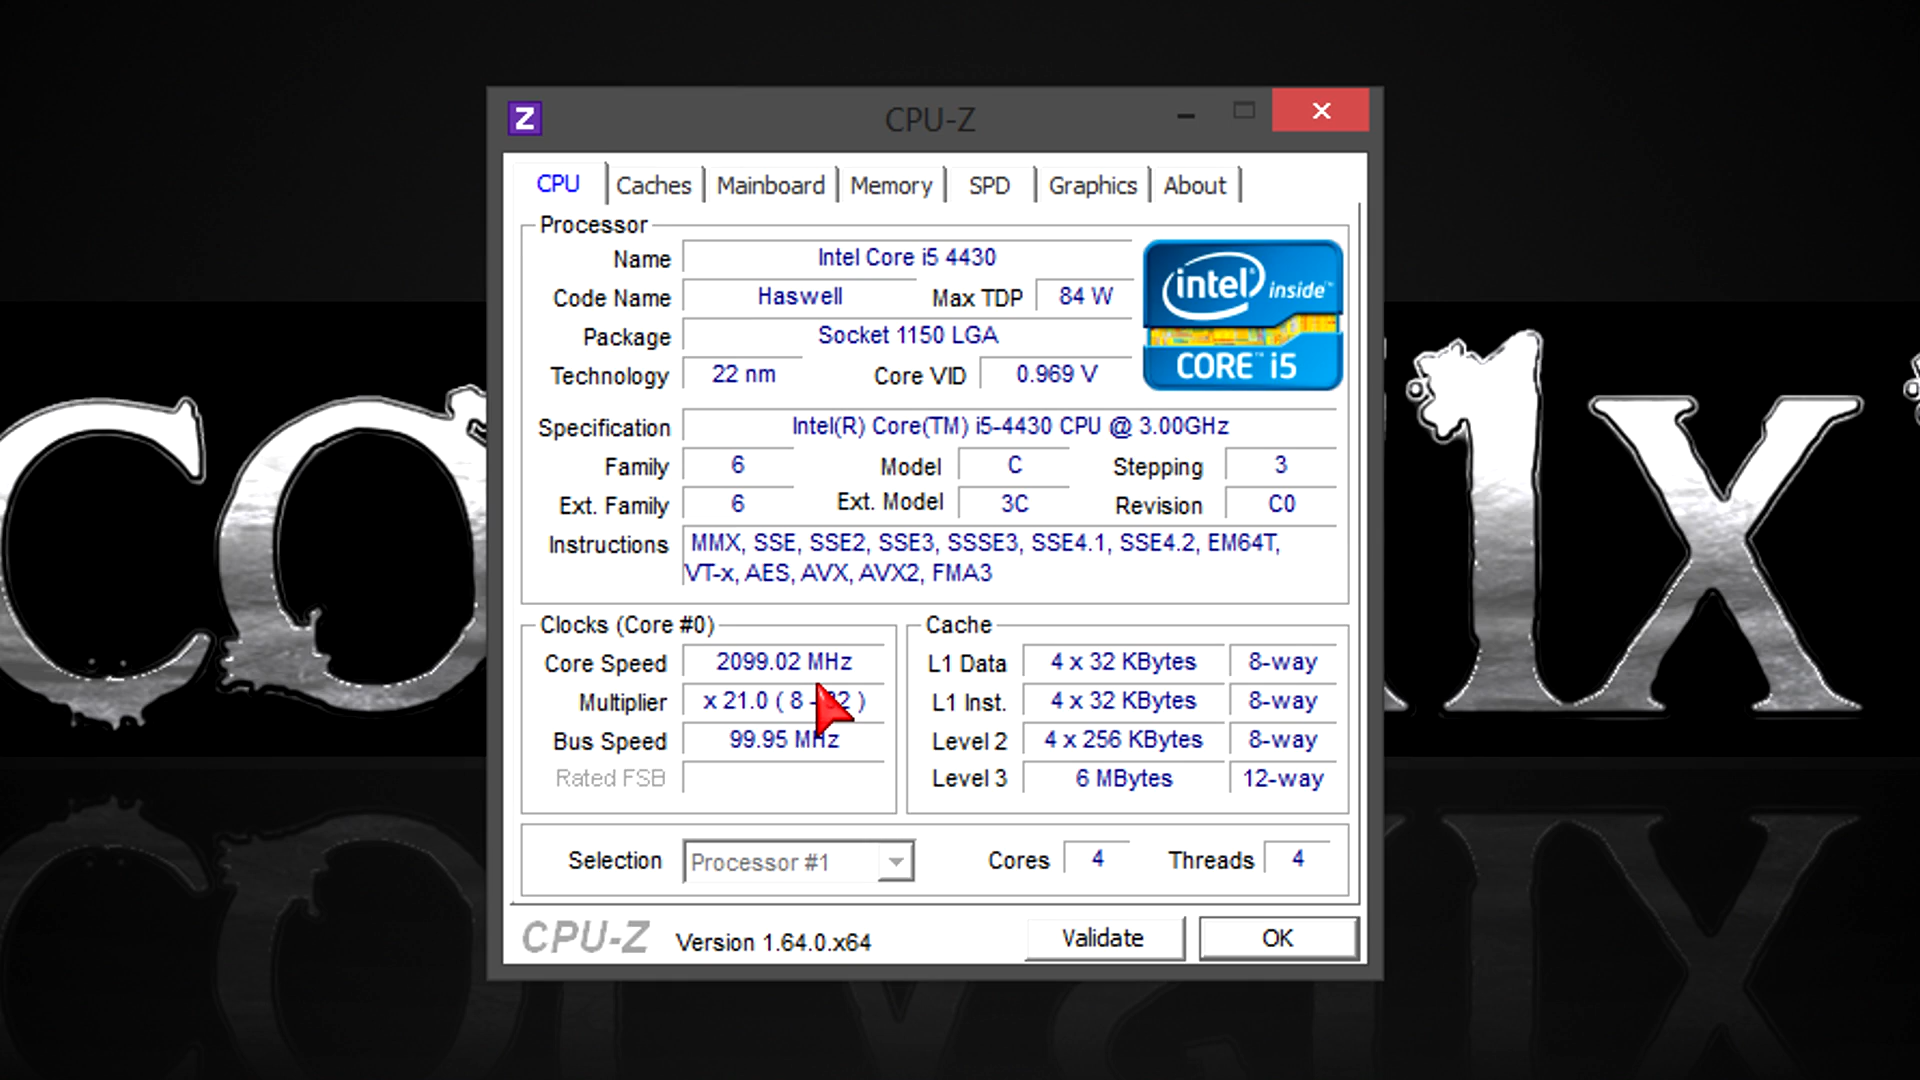 CPU-Z
CPU Caches Mainboard Memory SPD Graphics About
Processor
Name Intel Core i5 4430
Code Name Haswell Max TDP 84 W
Package Socket 1150 LGA
Technology 22 nm Core VID 0.969 V
intel inside™
CORE™ i5
Specification Intel(R) Core(TM) i5-4430 CPU @ 3.00GHz
Family 6 Model C Stepping 3
Ext. Family 6 Ext. Model 3C Revision C0
Instructions MMX, SSE, SSE2, SSE3, SSSE3, SSE4.1, SSE4.2, EM64T,
VT-x, AES, AVX, AVX2, FMA3
Clocks (Core #0)
Core Speed 2099.02 MHz
Multiplier x 21.0 ( 8 - 32 )
Bus Speed 99.95 MHz
Rated FSB
Cache
L1 Data 4 x 32 KBytes 8-way
L1 Inst. 4 x 32 KBytes 8-way
Level 2 4 x 256 KBytes 8-way
Level 3 6 MBytes 12-way
Selection Processor #1 Cores 4 Threads 4
CPU-Z Version 1.64.0.x64 Validate OK